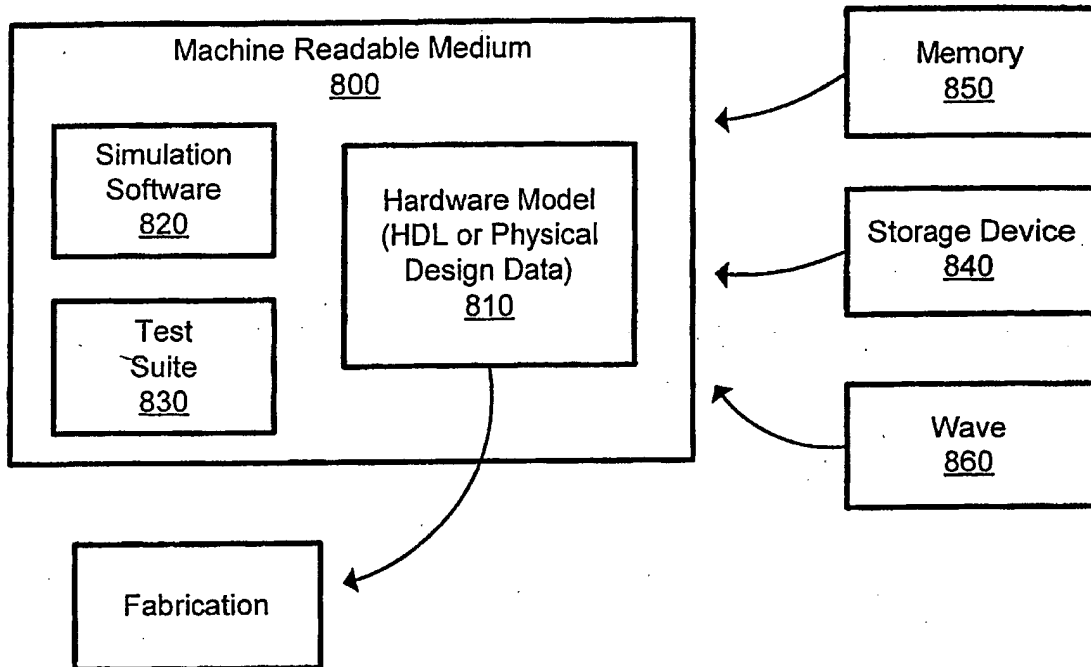 Machine Readable Medium
800
Simulation
Software
820
Hardware Model
(HDL or Physical
Design Data)
810
Test
Suite
830
Memory
850
Storage Device
840
Wave
860
Fabrication